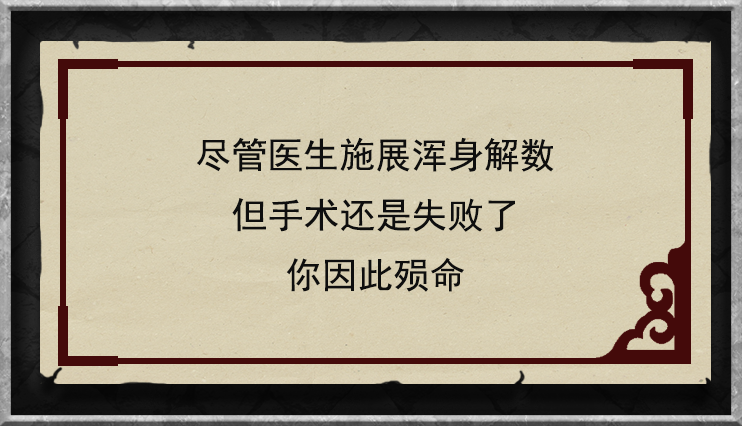 尽管医生施展浑身解数
但手术还是失败了
你因此殒命